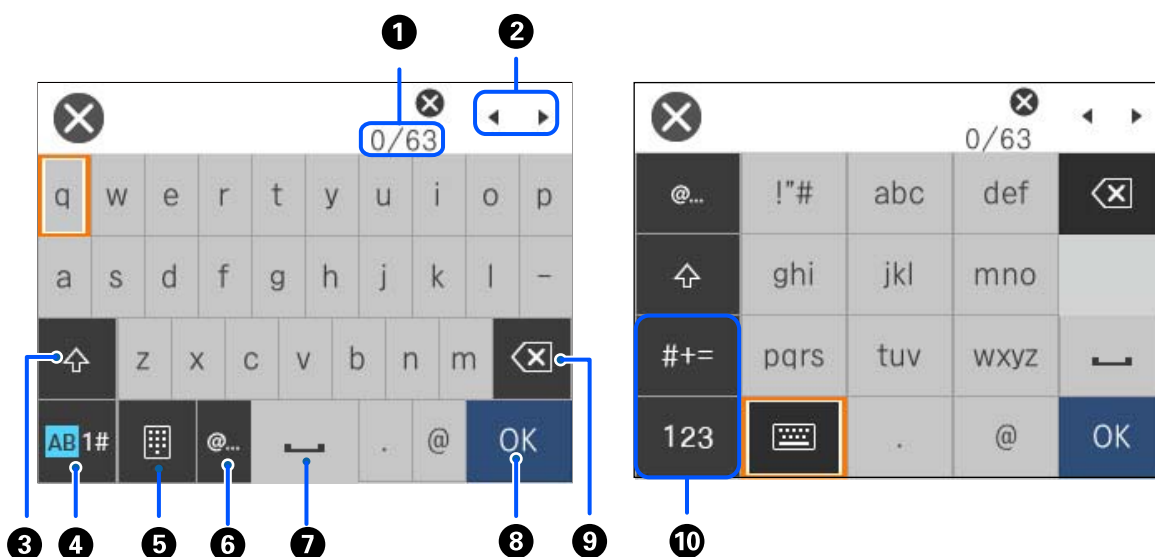 1 2
0/63 0/63
q w e r t y u i o p
@... !"# abc def
a s d f g h j k l -
ghi jkl mno
z x c v b n m
#+= pqrs tuv wxyz
AB 1# @... . @ OK
123 . @ OK
3 4 5 6 7 8 9 10